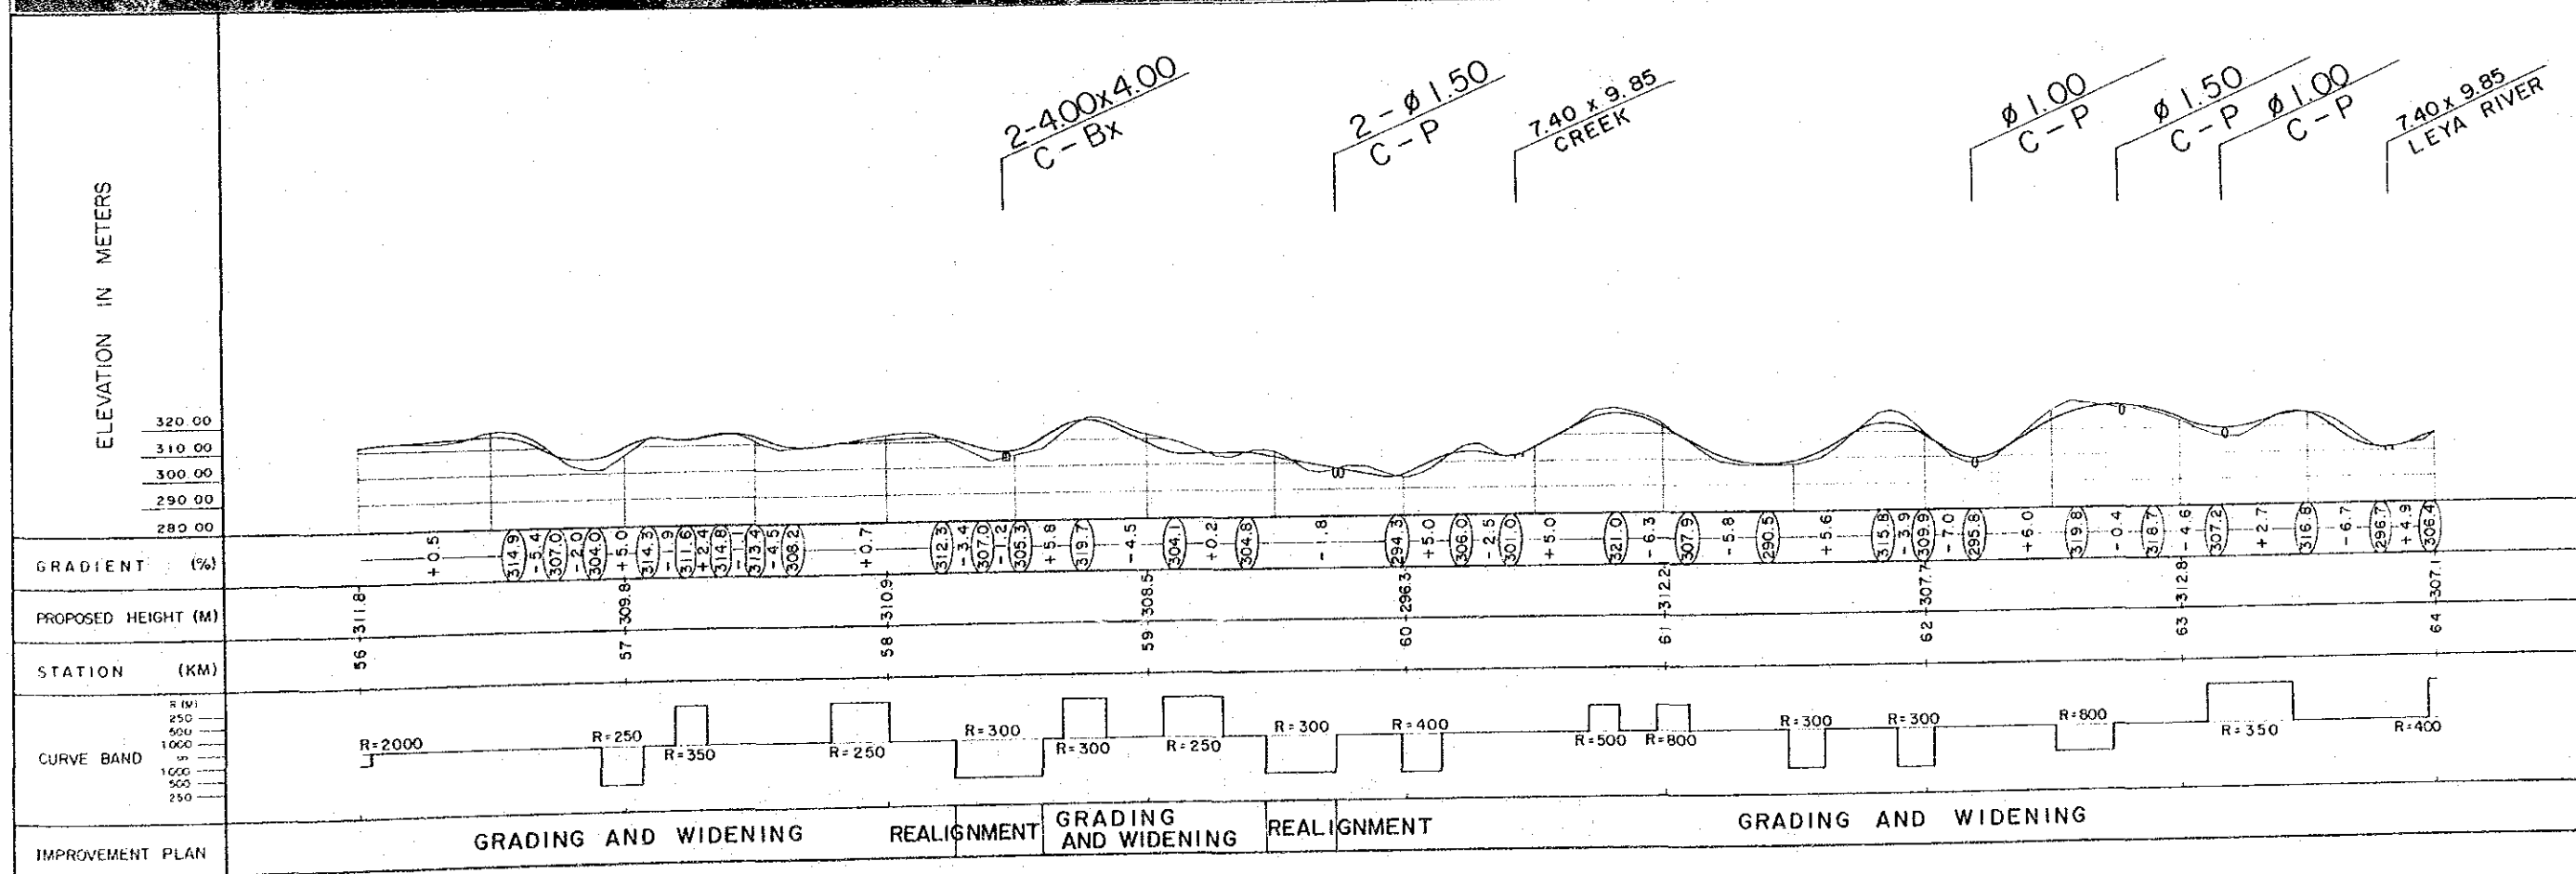 2-4.00x4.00
C-Bx
2-Ø1.50
C-P
7.40 x 9.85
CREEK
Ø1.00
C-P
Ø1.50
C-P
Ø1.00
C-P
7.40 x 9.85
LEYA RIVER
ELEVATION IN METERS
320.00
310.00
300.00
290.00
280.00
GRADIENT (%)
+0.5 314.9 -5.4 307.0 -2.0 304.0 +5.0 314.3 -1.9 311.6 +2.4 314.8 -1.1 313.4 -4.5 308.2 +0.7 312.3 -3.4 307.0 -1.2 305.3 +5.8 319.7 -4.5 304.1 +0.2 304.8 -1.8 294.3 +5.0 306.0 -2.5 301.0 +5.0 321.0 -6.3 307.9 -5.8 290.5 +5.6 315.8 -3.9 309.9 -7.0 295.8 +6.0 319.8 -0.4 318.7 -4.6 307.2 +2.7 316.8 -6.7 296.7 +4.9 306.4
PROPOSED HEIGHT (M)
311.8 309.8 310.9 308.5 296.3 312.2 307.7 312.8 307.1
STATION (KM)
56 57 58 59 60 61 62 63 64
CURVE BAND
R (M)
250
500
1000
∞
1000
500
250
R=2000 R=250 R=350 R=250 R=300 R=300 R=250 R=300 R=400 R=500 R=800 R=300 R=300 R=800 R=350 R=400
IMPROVEMENT PLAN
GRADING AND WIDENING
REALIGNMENT
GRADING
AND WIDENING
REALIGNMENT
GRADING AND WIDENING